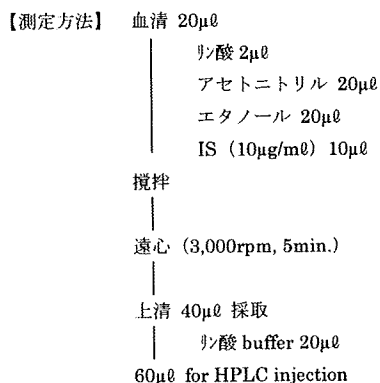 【測定方法】 血清 20μℓ
リン酸 2μℓ
アセトニトリル 20μℓ
エタノール 20μℓ
IS (10μg/mℓ) 10μℓ
撹拌
遠心 (3,000rpm, 5min.)
上清 40μℓ 採取
リン酸 buffer 20μℓ
60μℓ for HPLC injection